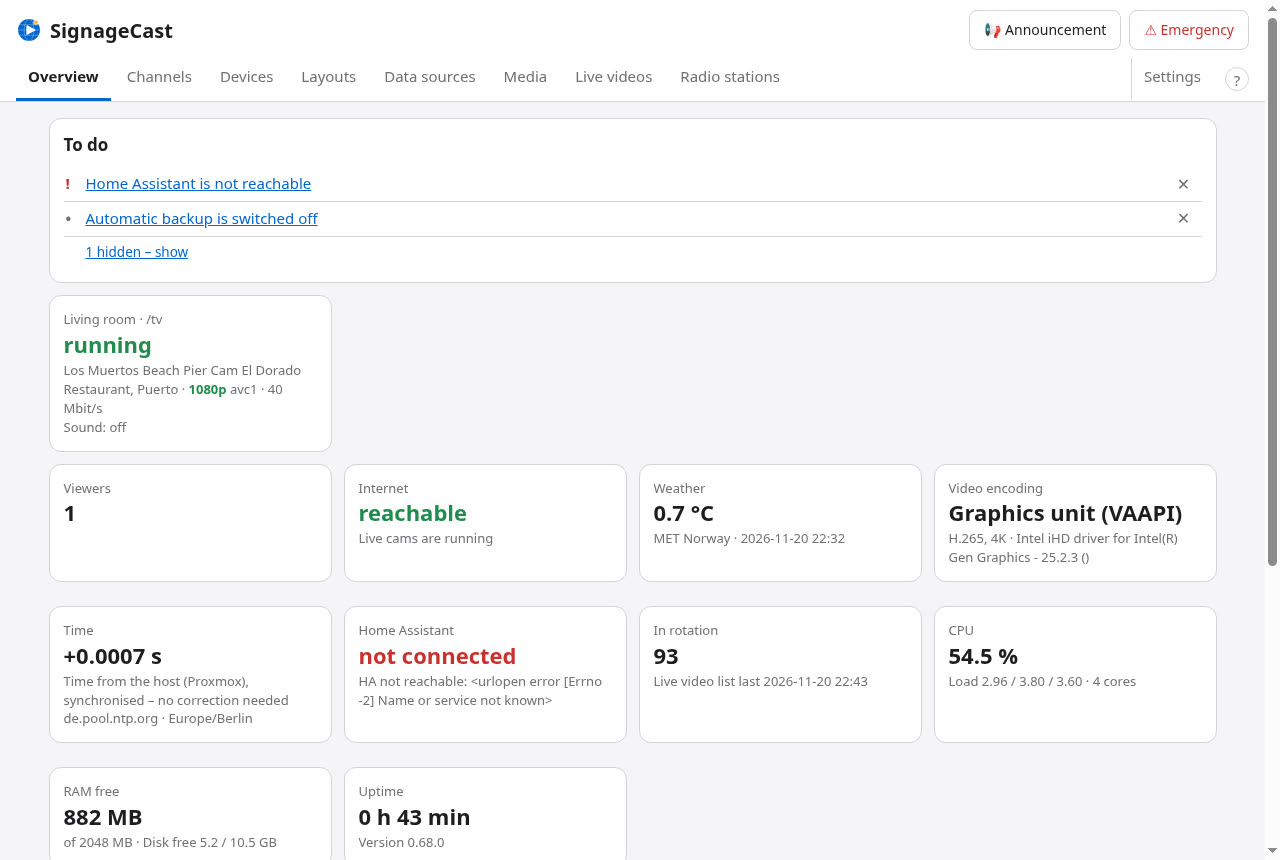 SignageCast
Announcement
⚠ Emergency
Overview
Channels
Devices
Layouts
Data sources
Media
Live videos
Radio stations
Settings
?
To do
! Home Assistant is not reachable ✕
• Automatic backup is switched off ✕
1 hidden – show
Living room · /tv
running
Los Muertos Beach Pier Cam El Dorado
Restaurant, Puerto · 1080p avc1 · 40
Mbit/s
Sound: off
Viewers
1
Internet
reachable
Live cams are running
Weather
0.7 °C
MET Norway · 2026-11-20 22:32
Video encoding
Graphics unit (VAAPI)
H.265, 4K · Intel iHD driver for Intel(R)
Gen Graphics - 25.2.3 ()
Time
+0.0007 s
Time from the host (Proxmox),
synchronised – no correction needed
de.pool.ntp.org · Europe/Berlin
Home Assistant
not connected
HA not reachable: <urlopen error [Errno
-2] Name or service not known>
In rotation
93
Live video list last 2026-11-20 22:43
CPU
54.5 %
Load 2.96 / 3.80 / 3.60 · 4 cores
RAM free
882 MB
of 2048 MB · Disk free 5.2 / 10.5 GB
Uptime
0 h 43 min
Version 0.68.0